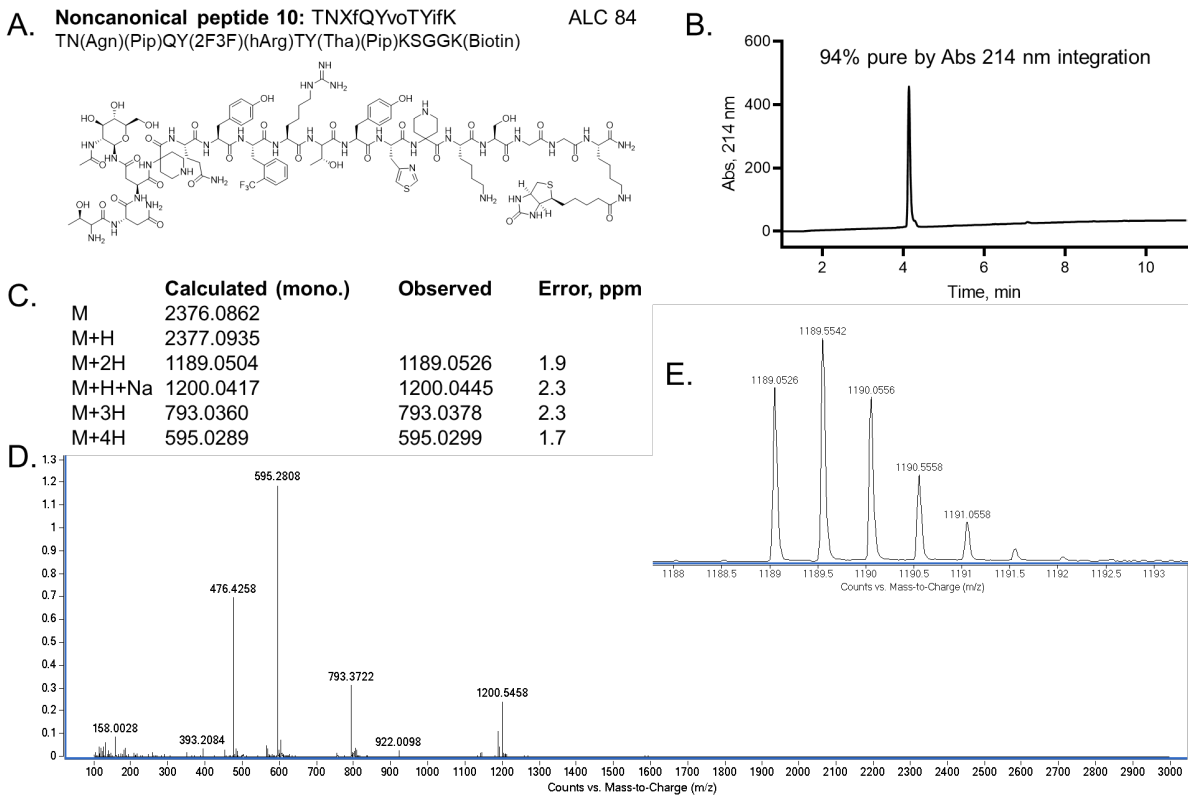 A. Noncanonical peptide 10: TNXfQYvoTYifK ALC 84
TN(Agn)(Pip)QY(2F3F)(hArg)TY(Tha)(Pip)KSGGK(Biotin)
B.
94% pure by Abs 214 nm integration
Abs, 214 nm
600
400
200
0
2 4 6 8 10
Time, min
C. Calculated (mono.) Observed Error, ppm
M 2376.0862
M+H 2377.0935
M+2H 1189.0504 1189.0526 1.9
M+H+Na 1200.0417 1200.0445 2.3
M+3H 793.0360 793.0378 2.3
M+4H 595.0289 595.0299 1.7
D.
1.3
1.2
1.1
1
0.9
0.8
0.7
0.6
0.5
0.4
0.3
0.2
0.1
0
595.2808
476.4258
793.3722
1200.5458
158.0028
393.2084
922.0098
100 200 300 400 500 600 700 800 900 1000 1100 1200 1300 1400 1500 1600 1700 1800 1900 2000 2100 2200 2300 2400 2500 2600 2700 2800 2900 3000
Counts vs. Mass-to-Charge (m/z)
E.
1189.5542
1189.0526
1190.0556
1190.5558
1191.0558
1188 1188.5 1189 1189.5 1190 1190.5 1191 1191.5 1192 1192.5 1193
Counts vs. Mass-to-Charge (m/z)